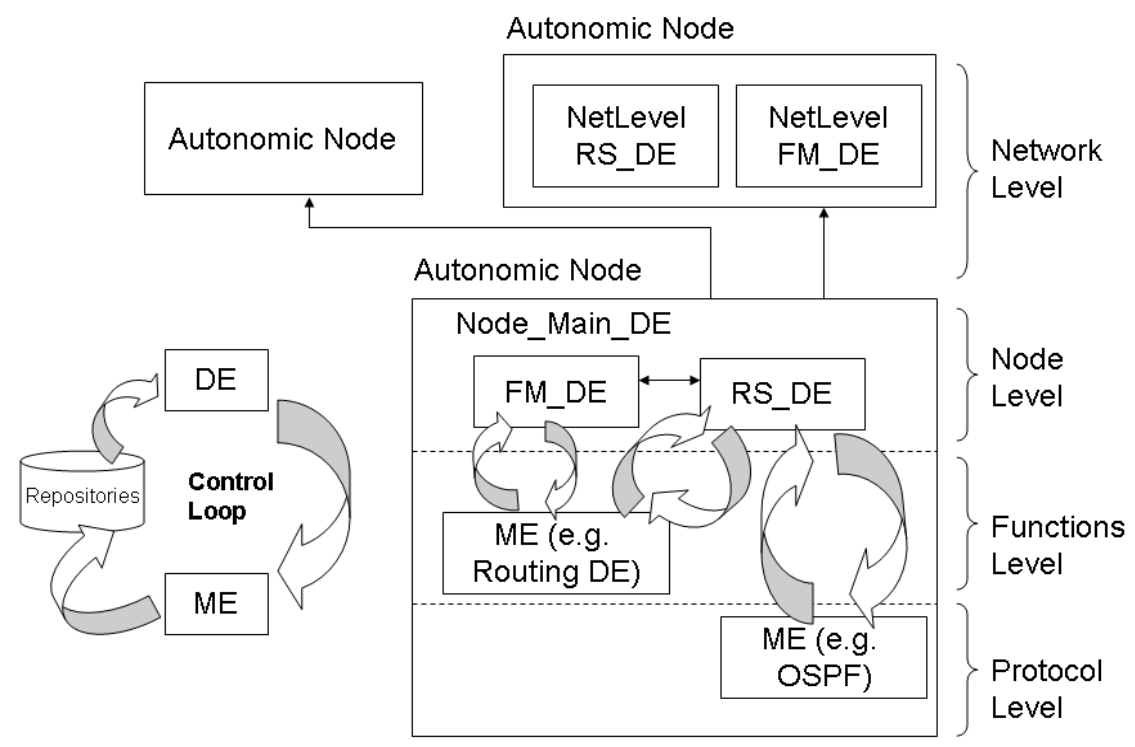 Autonomic Node
Autonomic Node
NetLevel
RS_DE
NetLevel
FM_DE
Network
Level
Autonomic Node
Node_Main_DE
FM_DE
RS_DE
Node
Level
DE
Repositories
Control
Loop
ME
ME (e.g.
Routing DE)
Functions
Level
ME (e.g.
OSPF)
Protocol
Level